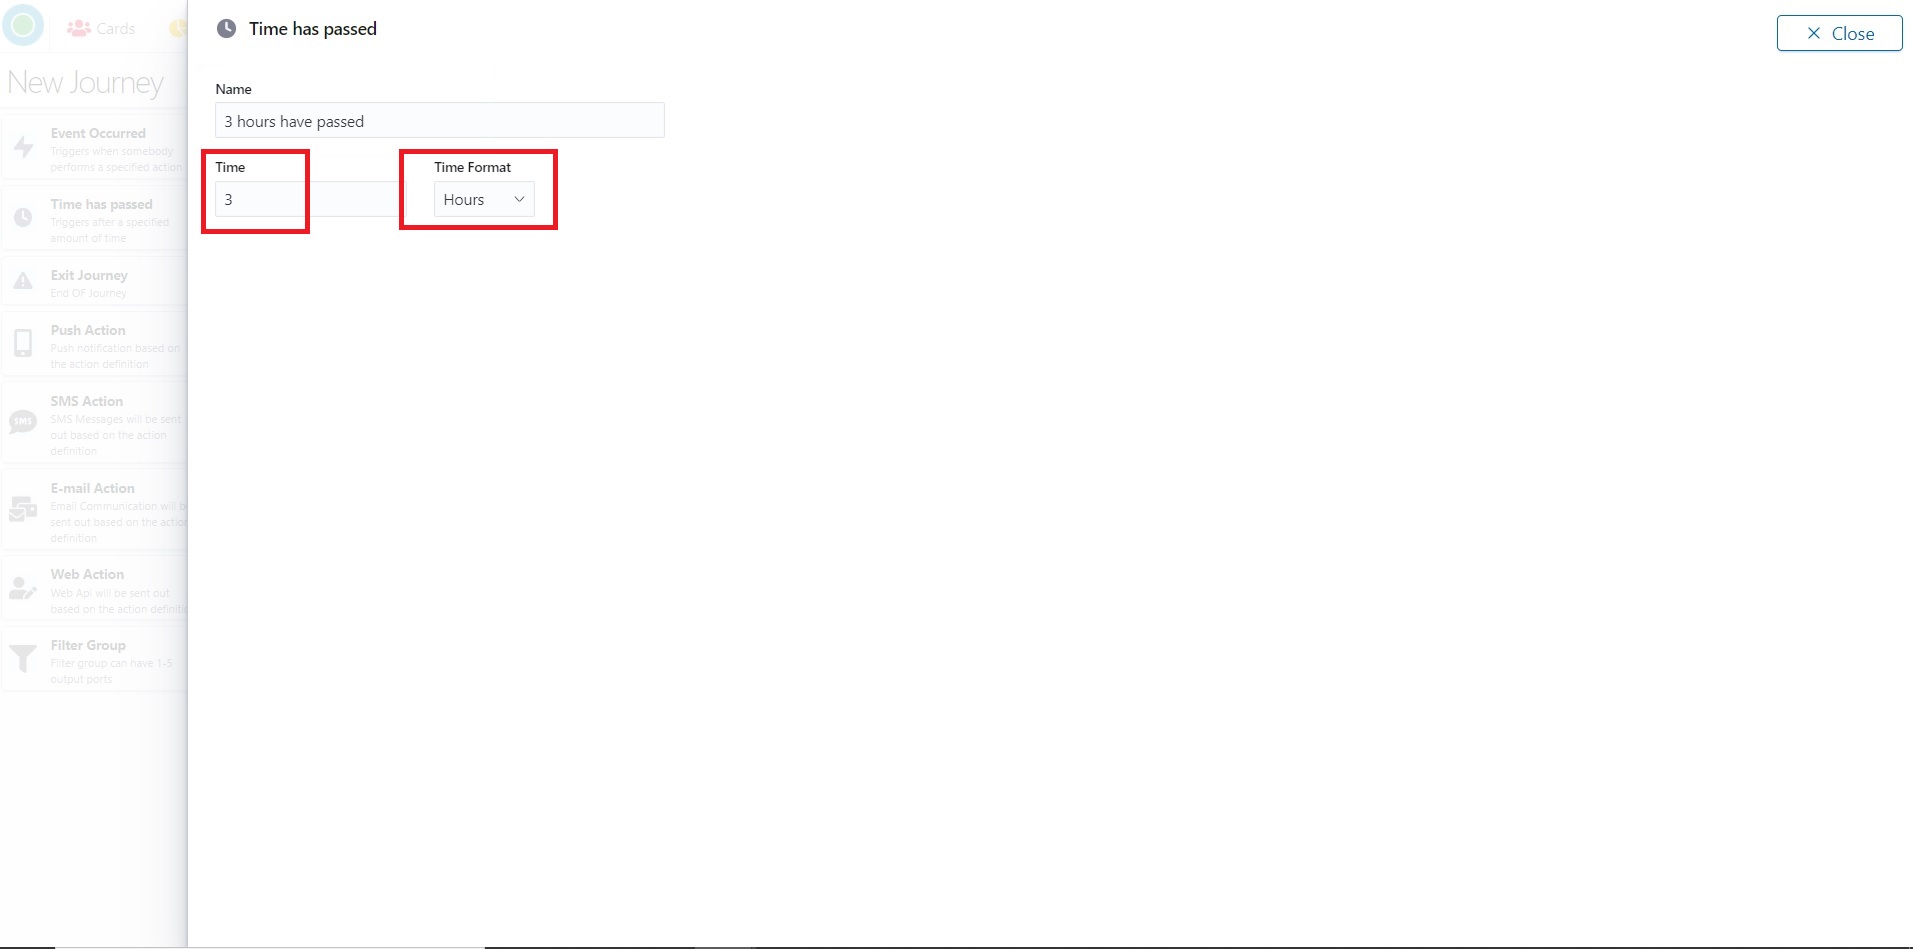 Cards
Time has passed
Close
New Journey
Name
3 hours have passed
Time
Time Format
3
Hours
Event Occurred
Triggers when somebody
performs a specified action
Time has passed
Triggers after a specified
amount of time
Exit Journey
End OF Journey
Push Action
Push notification based on
the action definition
SMS Action
SMS
SMS Messages will be sent
out based on the action
definition
E-mail Action
Email Communication will be
sent out based on the action
definition
Web Action
Web Api will be sent out
based on the action definitio
Filter Group
Filter group can have 1-5
output ports